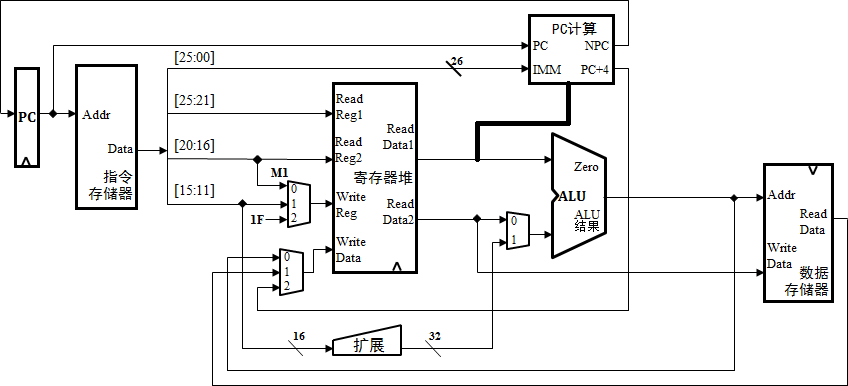 PC计算
PC NPC
IMM PC+4
[25:00]
26
[25:21]
[20:16]
[15:11]
PC
Addr
Data
指令
存储器
Read
Reg1
Read
Data1
Read
Reg2
寄存器堆
Write
Reg
Read
Data2
Write
Data
M1
0
1
2
1F
0
1
2
0
1
Zero
ALU
ALU
结果
Addr
Read
Data
Write
Data
数据
存储器
16
扩展
32